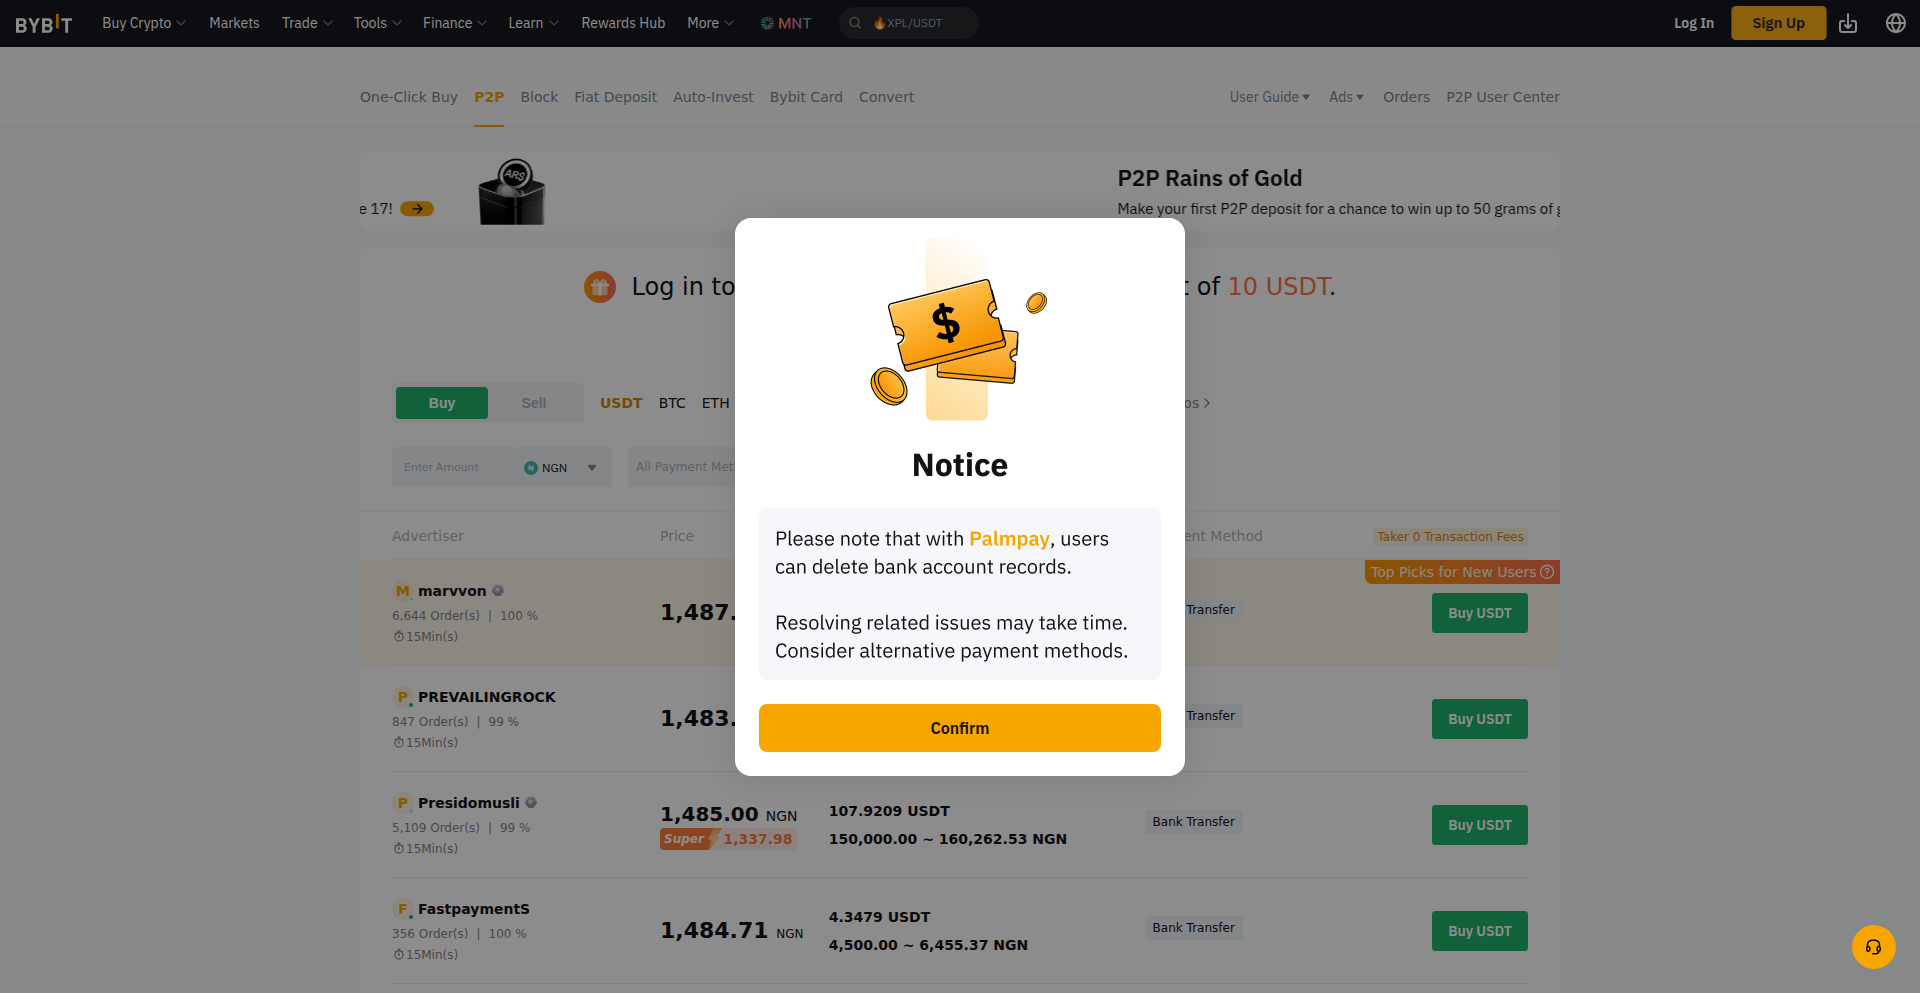 BYBIT Buy Crypto Markets Trade Tools Finance Learn Rewards Hub More MNT XPL/USDT Log In Sign Up
One-Click Buy P2P Block Fiat Deposit Auto-Invest Bybit Card Convert User Guide Ads Orders P2P User Center
ARS
e 17!
P2P Rains of Gold
Make your first P2P deposit for a chance to win up to 50 grams of g
Log in to
of 10 USDT.
Buy Sell USDT BTC ETH os
Enter Amount NGN All Payment Met
Advertiser Price ent Method Taker 0 Transaction Fees
Top Picks for New Users
M marvvon
6,644 Order(s) | 100 %
15Min(s)
1,487.
Transfer
Buy USDT
P PREVAILINGROCK
847 Order(s) | 99 %
15Min(s)
1,483.
Transfer
Buy USDT
P Presidomusli
5,109 Order(s) | 99 %
15Min(s)
1,485.00 NGN
Super 1,337.98
107.9209 USDT
150,000.00 ~ 160,262.53 NGN
Bank Transfer
Buy USDT
F FastpaymentS
356 Order(s) | 100 %
15Min(s)
1,484.71 NGN
4.3479 USDT
4,500.00 ~ 6,455.37 NGN
Bank Transfer
Buy USDT
$
Notice
Please note that with Palmpay, users
can delete bank account records.
Resolving related issues may take time.
Consider alternative payment methods.
Confirm